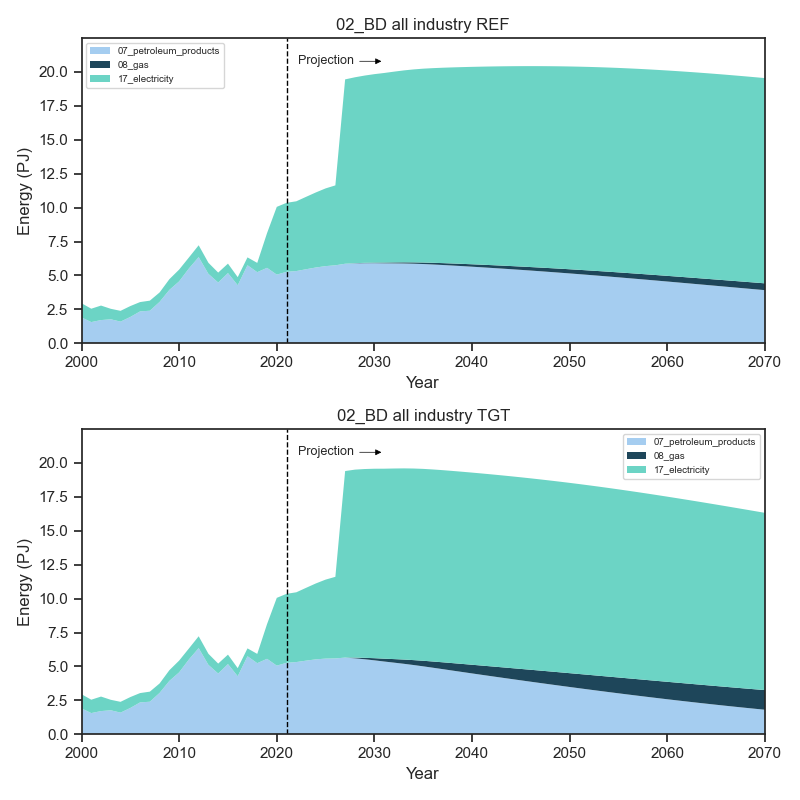 02_BD all industry REF
07_petroleum_products
08_gas
17_electricity
Projection
20.0
17.5
15.0
12.5
10.0
7.5
5.0
2.5
0.0
Energy (PJ)
2000 2010 2020 2030 2040 2050 2060 2070
Year
02_BD all industry TGT
Projection
07_petroleum_products
08_gas
17_electricity
20.0
17.5
15.0
12.5
10.0
7.5
5.0
2.5
0.0
Energy (PJ)
2000 2010 2020 2030 2040 2050 2060 2070
Year